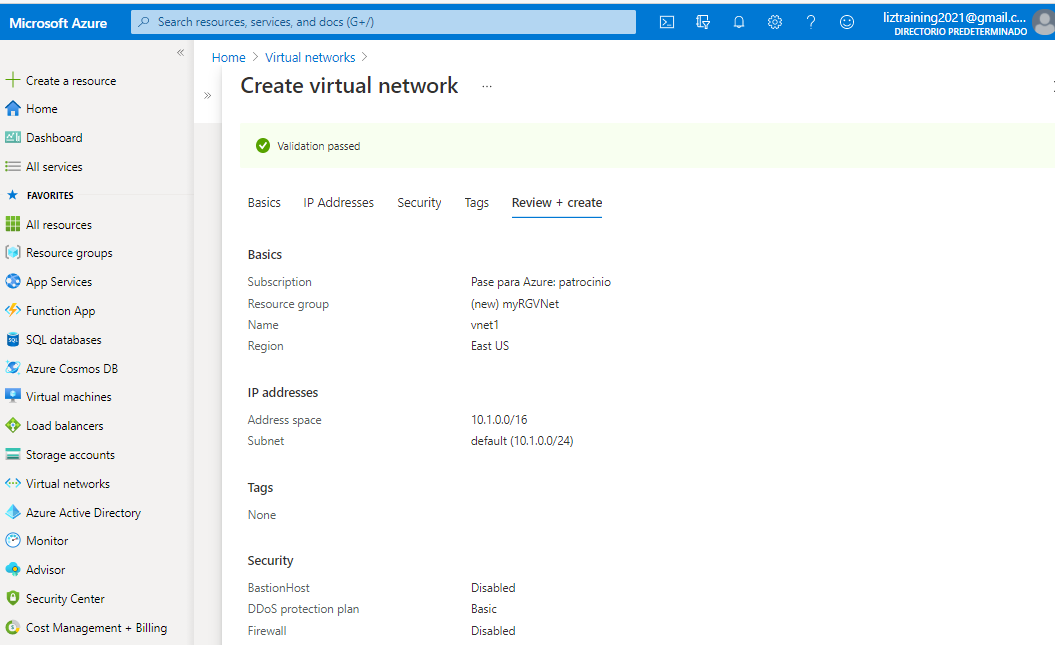 Microsoft Azure
Search resources, services, and docs (G+/)
liztraining2021@gmail.c...
DIRECTORIO PREDETERMINADO
Create a resource
Home
Dashboard
All services
FAVORITES
All resources
Resource groups
App Services
Function App
SQL databases
Azure Cosmos DB
Virtual machines
Load balancers
Storage accounts
Virtual networks
Azure Active Directory
Monitor
Advisor
Security Center
Cost Management + Billing
Home > Virtual networks >
Create virtual network ...
Validation passed
Basics IP Addresses Security Tags Review + create
Basics
Subscription Pase para Azure: patrocinio
Resource group (new) myRGVNet
Name vnet1
Region East US
IP addresses
Address space 10.1.0.0/16
Subnet default (10.1.0.0/24)
Tags
None
Security
BastionHost Disabled
DDoS protection plan Basic
Firewall Disabled